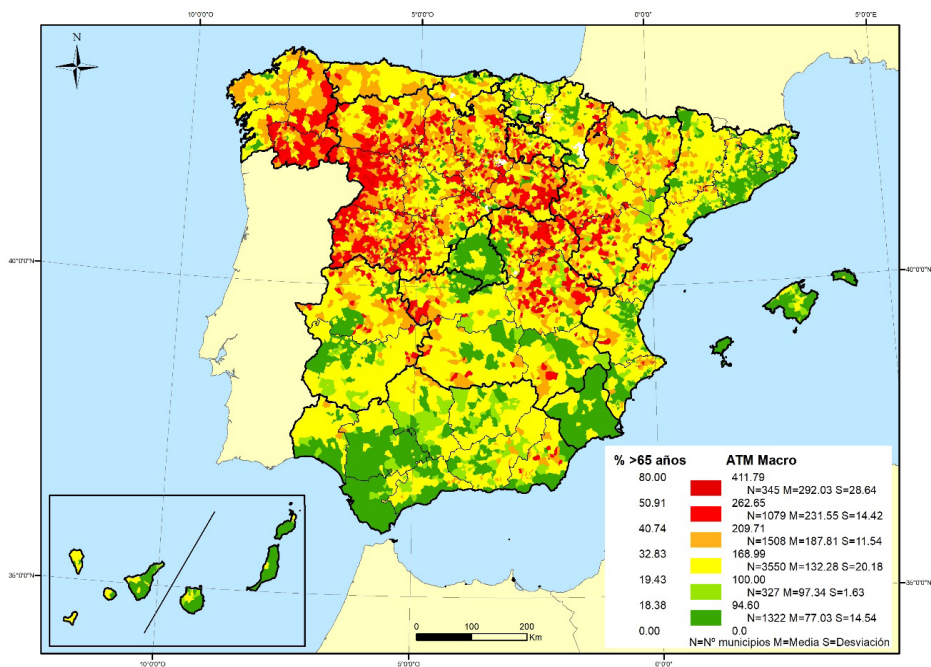 10°0'0"O 5°0'0"O 0°0'0"O 5°0'0"E
N
40°0'0"N 40°0'0"N
% >65 años ATM Macro
80.00 411.79
N=345 M=292.03 S=28.64
50.91 262.65
N=1079 M=231.55 S=14.42
40.74 209.71
N=1508 M=187.81 S=11.54
32.83 168.99
N=3550 M=132.28 S=20.18
19.43 100.00
N=327 M=97.34 S=1.63
18.38 94.60
N=1322 M=77.03 S=14.54
0.00 0.0
N=Nº municipios M=Media S=Desviación
35°0'0"N 35°0'0"N
0 100 200
Km
10°0'0"O 5°0'0"O 0°0'0"